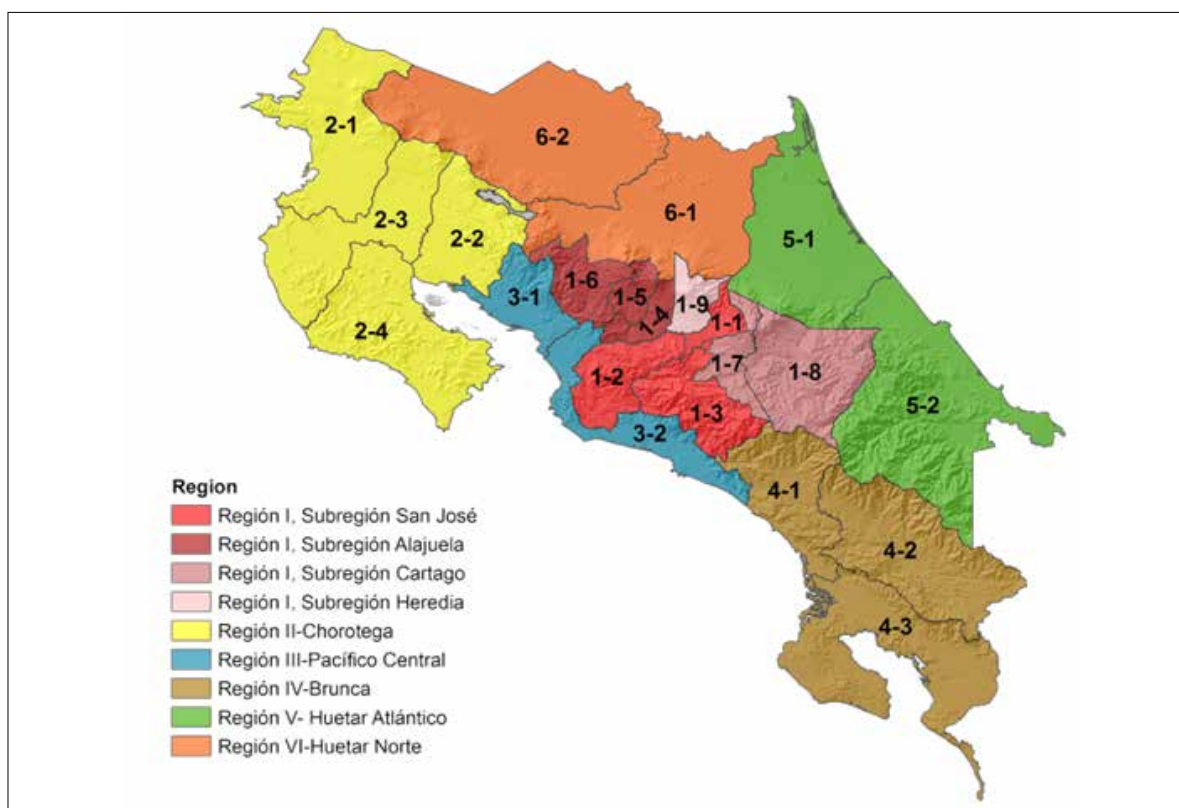 2-1
6-2
2-3
6-1
2-2
5-1
1-6
3-1
1-5
1-9
1-4
1-1
2-4
1-7
1-2
1-8
5-2
1-3
3-2
4-1
4-2
4-3
Region
Región I, Subregión San José
Región I, Subregión Alajuela
Región I, Subregión Cartago
Región I, Subregión Heredia
Región II-Chorotega
Región III-Pacífico Central
Región IV-Brunca
Región V- Huetar Atlántico
Región VI-Huetar Norte